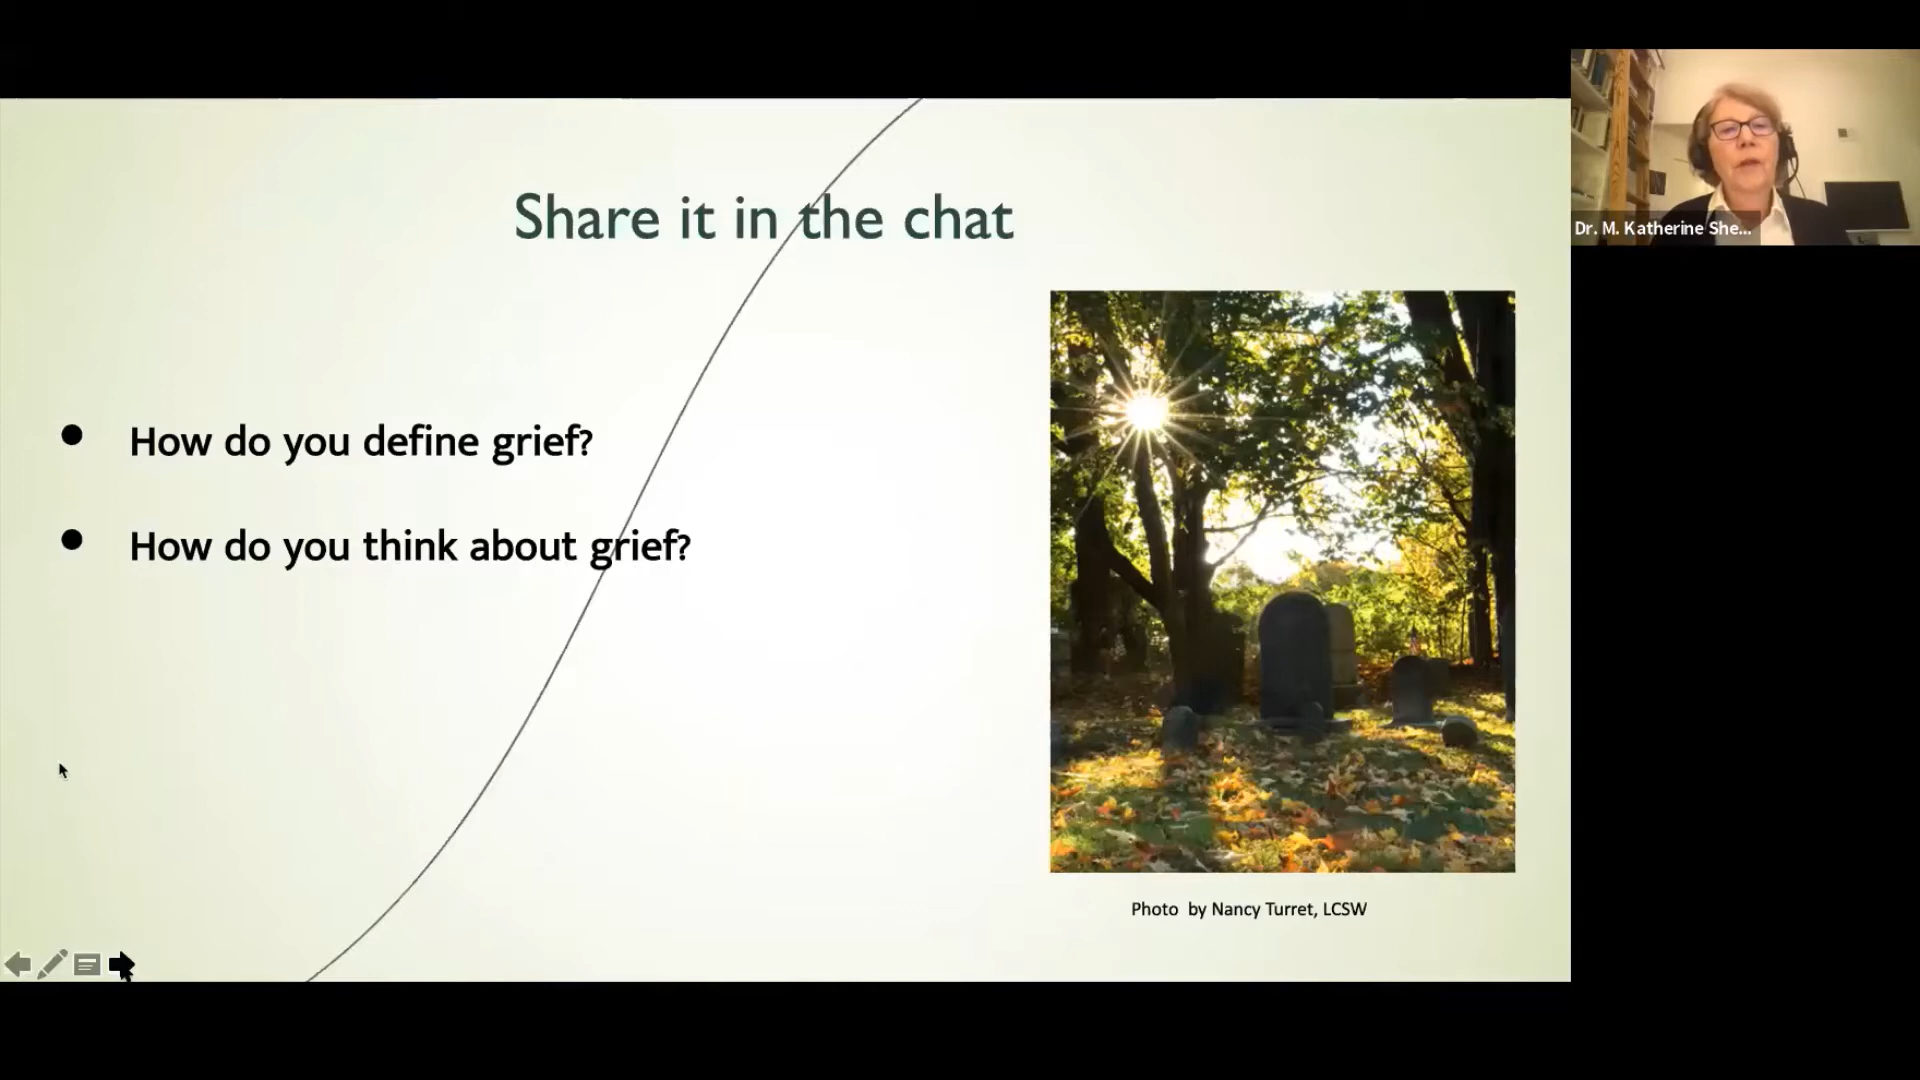 Share it in the chat
Dr. M. Katherine She...
How do you define grief?
How do you think about grief?
Photo by Nancy Turret, LCSW